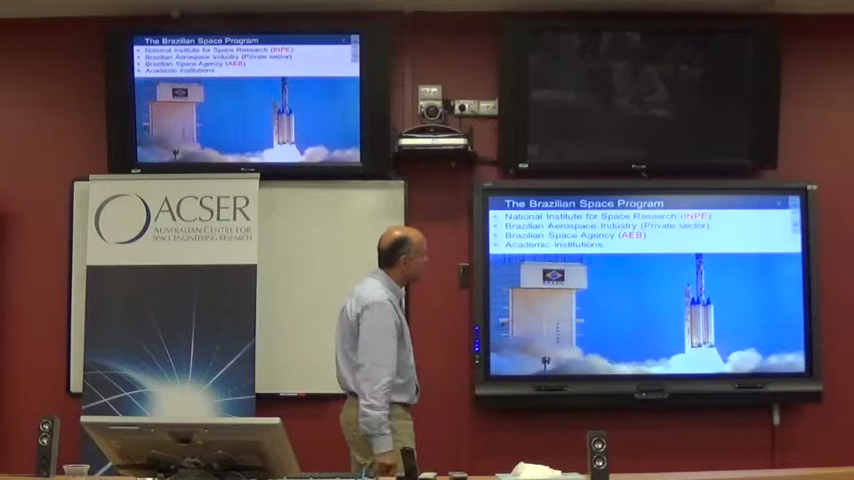 The Brazilian Space Program
National Institute for Space Research (INPE)
Brazilian Aerospace Industry (Private sector)
Brazilian Space Agency (AEB)
Academic Institutions
ACSER
AUSTRALIAN CENTRE FOR
SPACE ENGINEERING RESEARCH
The Brazilian Space Program
National Institute for Space Research (INPE)
Brazilian Aerospace Industry (Private sector)
Brazilian Space Agency (AEB)
Academic Institutions